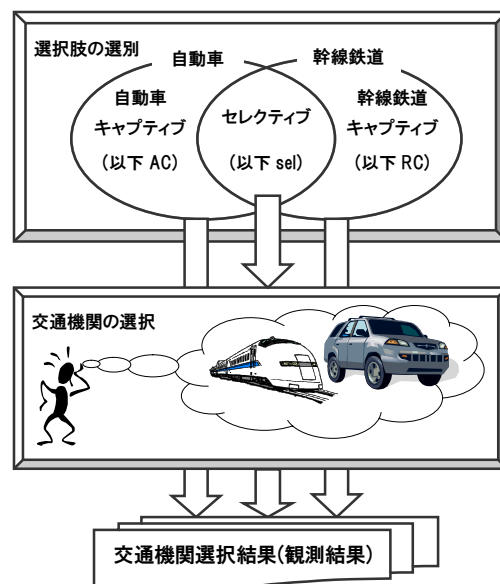 選択肢の選別
自動車
幹線鉄道
自動車
キャプティブ
(以下 AC)
セレクティブ
(以下 sel)
幹線鉄道
キャプティブ
(以下 RC)
交通機関の選択
交通機関選択結果(観測結果)